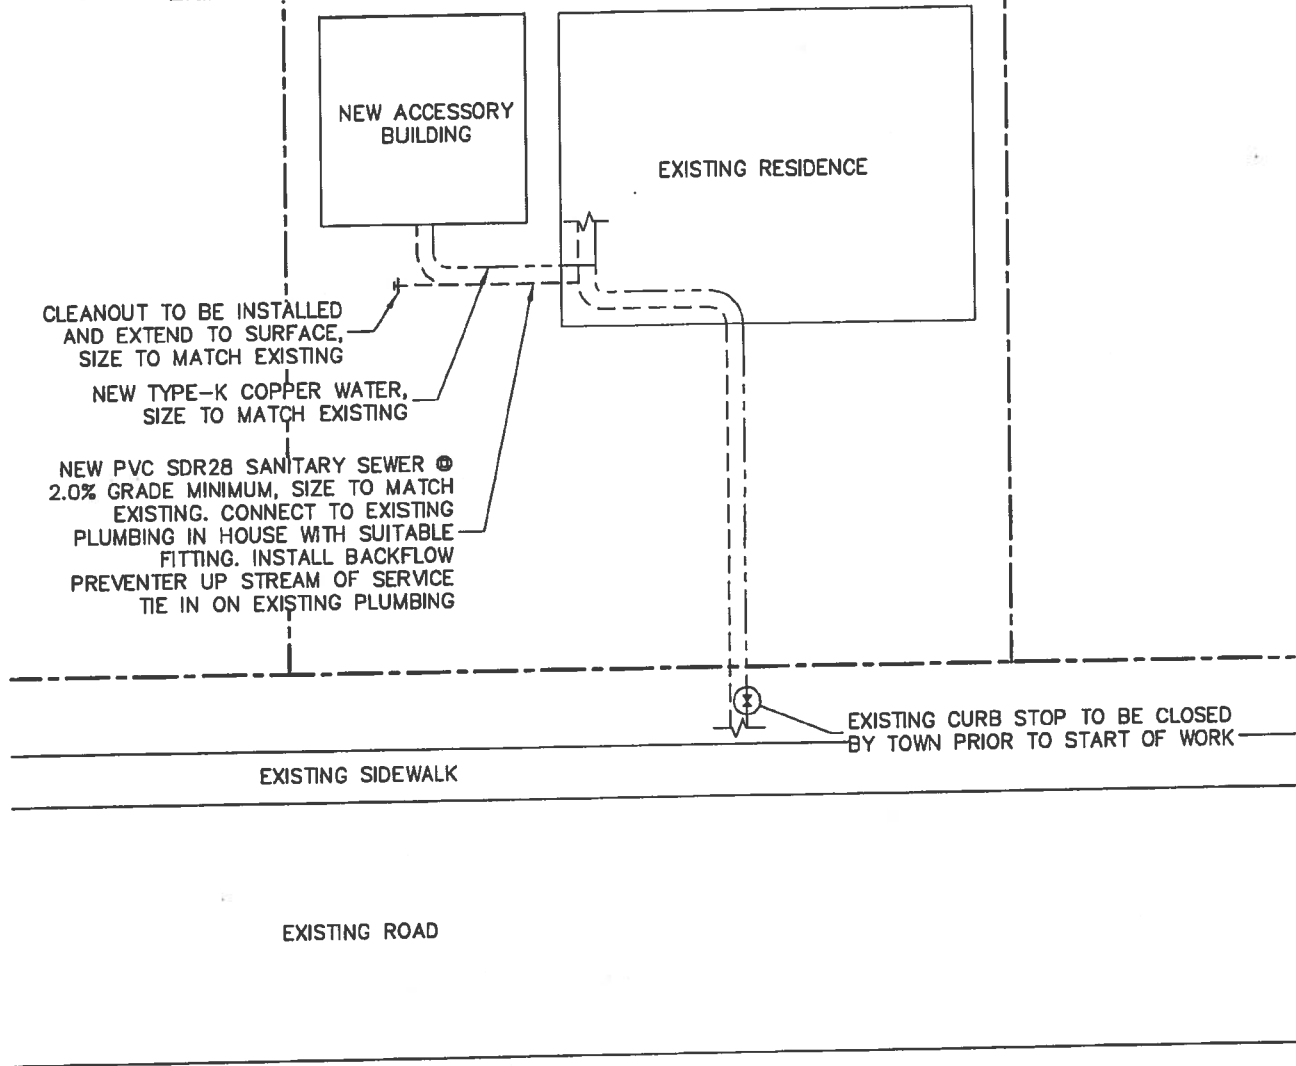 NEW ACCESSORY
BUILDING
EXISTING RESIDENCE
CLEANOUT TO BE INSTALLED
AND EXTEND TO SURFACE,
SIZE TO MATCH EXISTING
NEW TYPE-K COPPER WATER,
SIZE TO MATCH EXISTING
NEW PVC SDR28 SANITARY SEWER @
2.0% GRADE MINIMUM, SIZE TO MATCH
EXISTING. CONNECT TO EXISTING
PLUMBING IN HOUSE WITH SUITABLE
FITTING. INSTALL BACKFLOW
PREVENTER UP STREAM OF SERVICE
TIE IN ON EXISTING PLUMBING
EXISTING CURB STOP TO BE CLOSED
BY TOWN PRIOR TO START OF WORK
EXISTING SIDEWALK
EXISTING ROAD